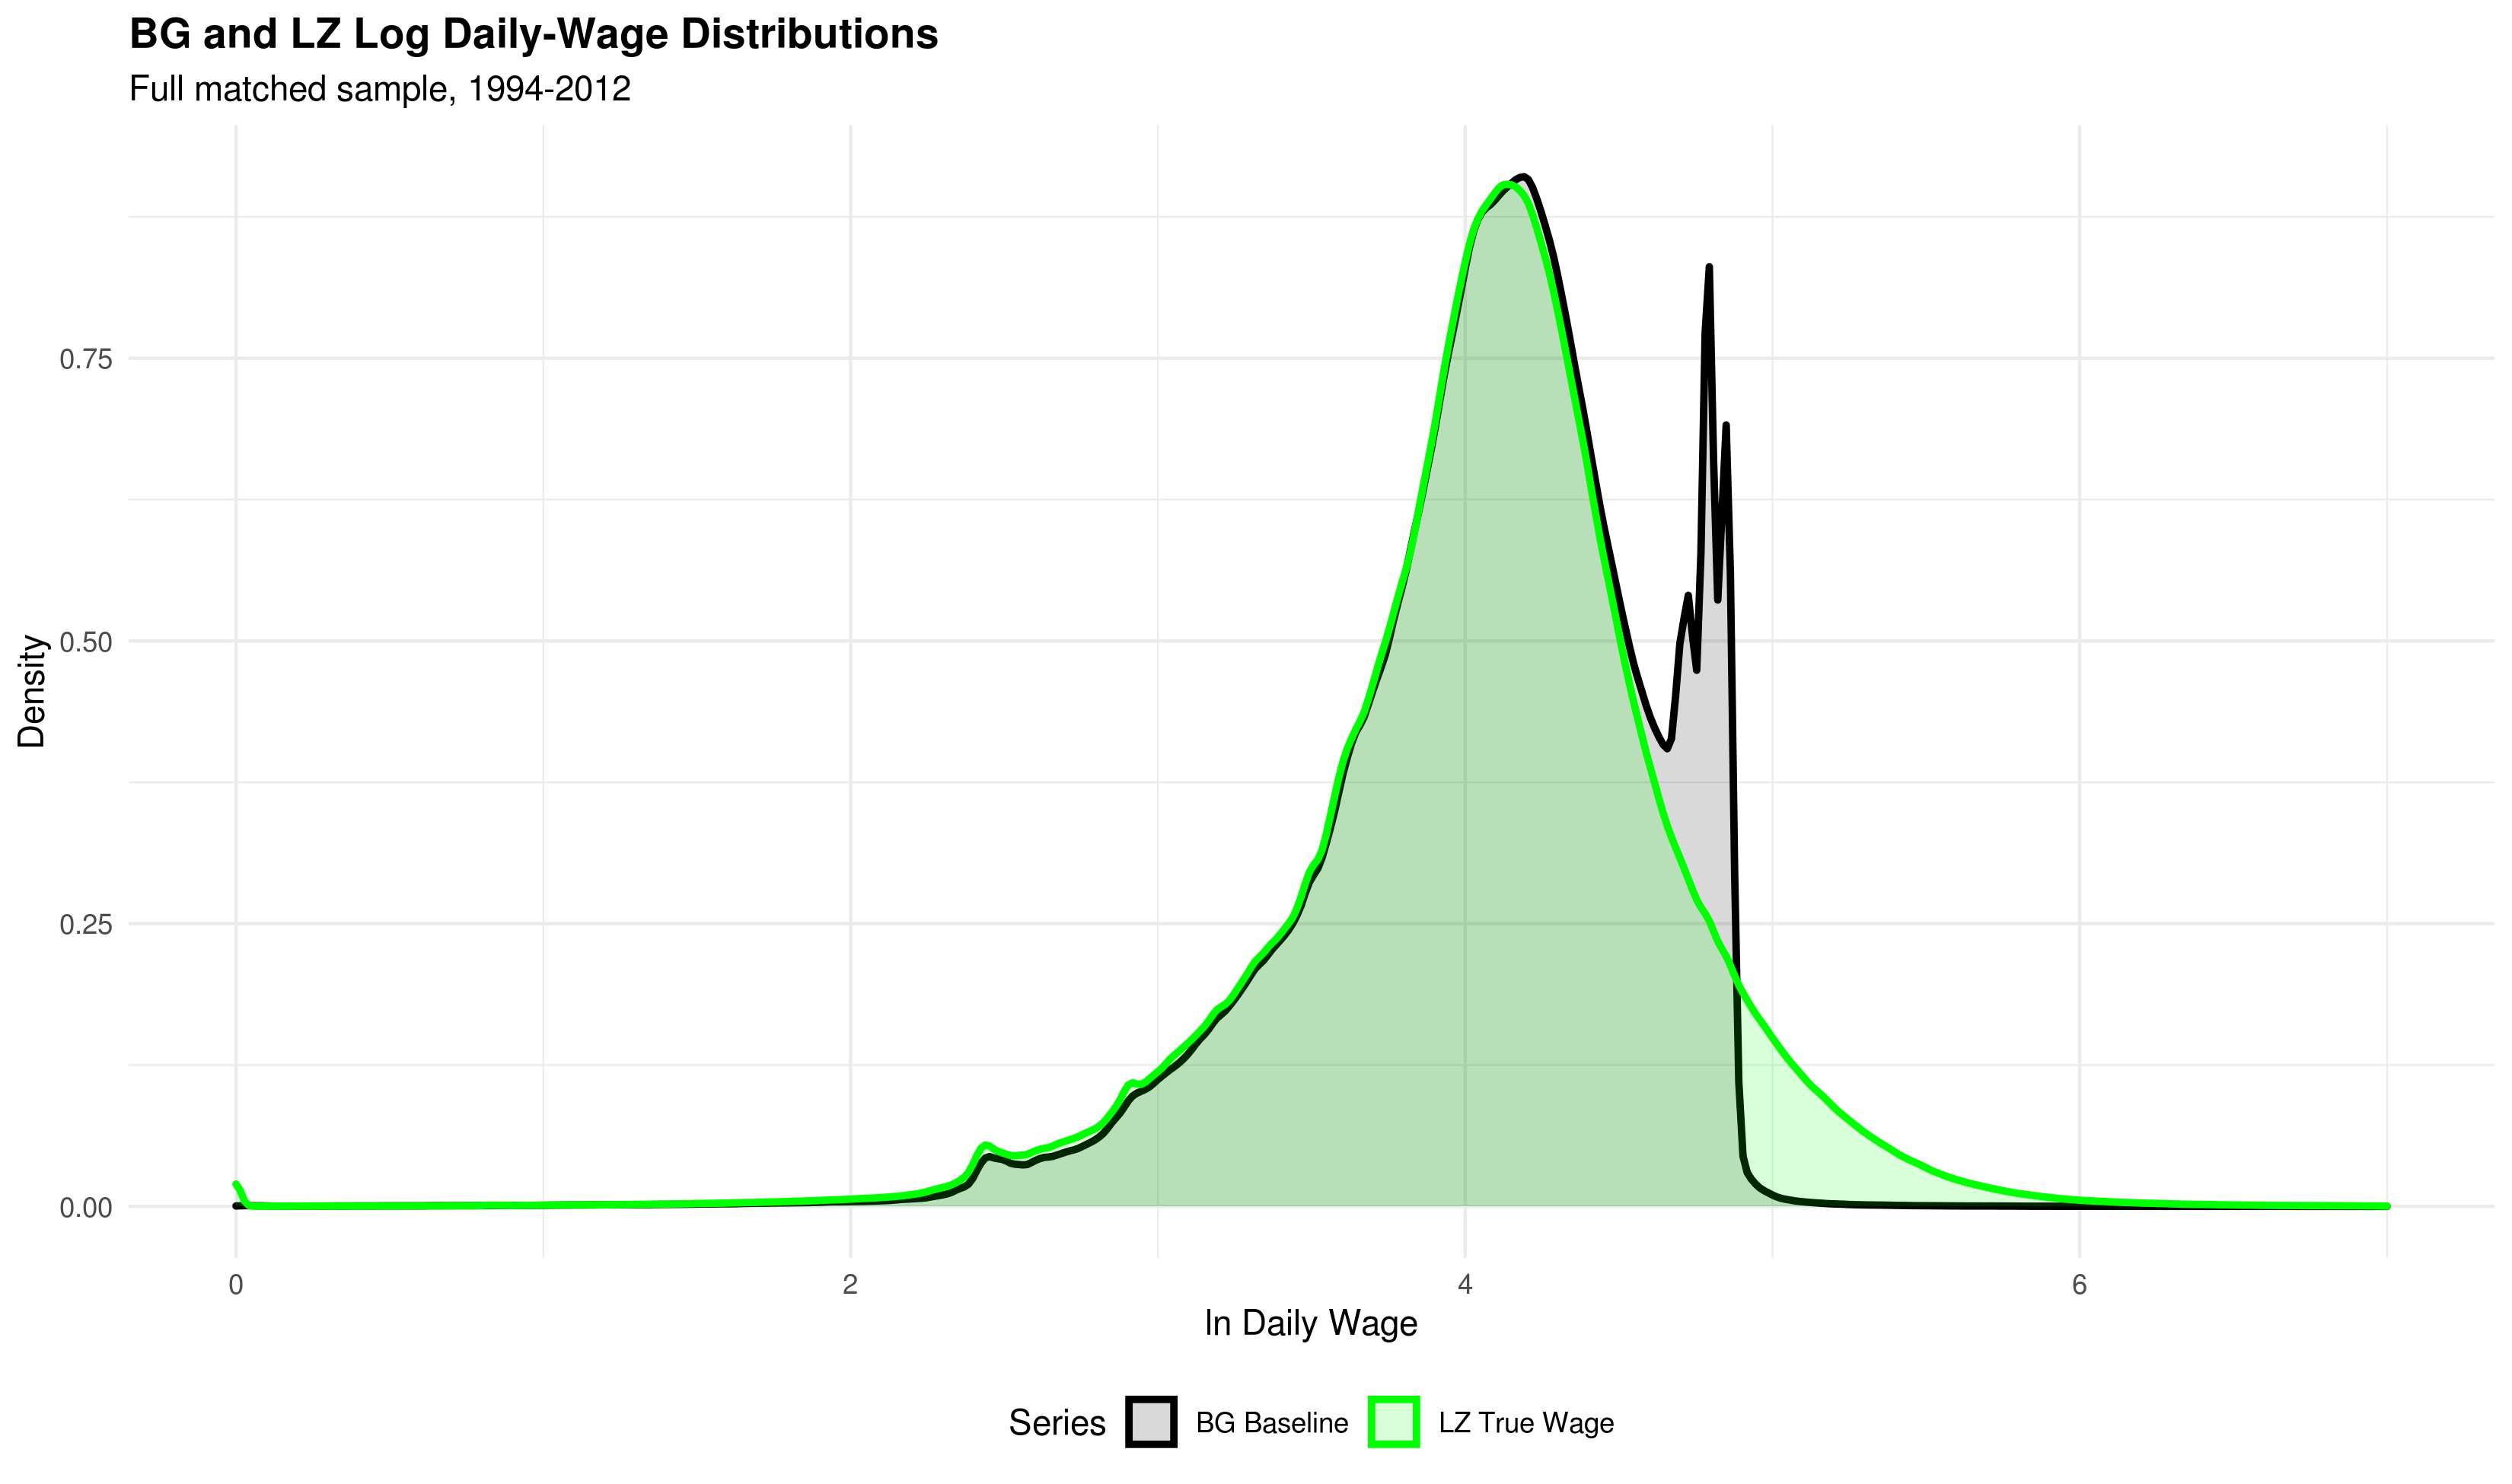 BG and LZ Log Daily-Wage Distributions
Full matched sample, 1994-2012
Density
0.75
0.50
0.25
0.00
0 2 4 6
ln Daily Wage
Series BG Baseline LZ True Wage